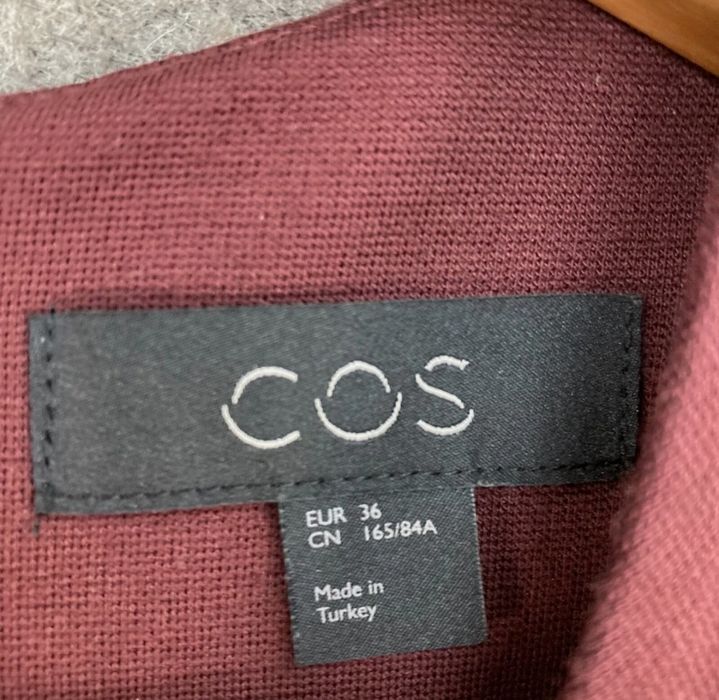 COS
EUR 36
CN 165/84A
Made in
Turkey